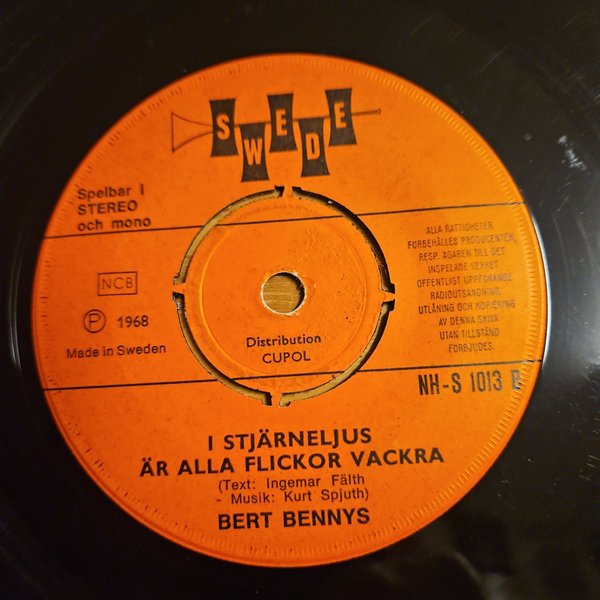 SWEDE
Spelbar i
STEREO
och mono
NCB
P 1968
Made in Sweden
Distribution
CUPOL
ALLA RÄTTIGHETER
FÖRBEHÅLLES PRODUCENTEN
RESP. ÄGAREN TILL DET
INSPELADE VERKET
OFFENTLIGT UPPFÖRANDE,
RADIOUTSÄNDNING,
UTLÅNING OCH KOPIERING
AV DENNA SKIVA
UTAN TILLSTÅND
FÖRBJUDES.
NH-S 1013 B
I STJÄRNELJUS
ÄR ALLA FLICKOR VACKRA
(Text: Ingemar Fälth
- Musik: Kurt Spjuth)
BERT BENNYS